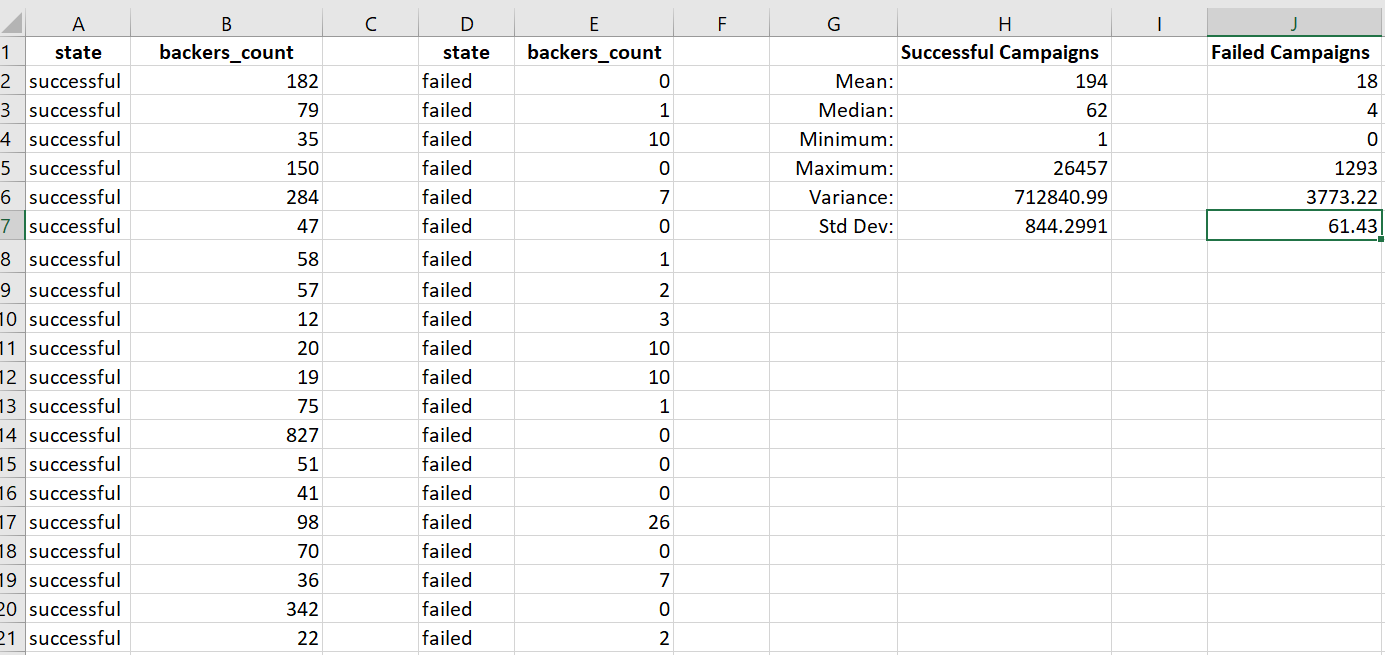 A B C D E F G H I J
1 state backers_count state backers_count Successful Campaigns Failed Campaigns
2 successful 182 failed 0 Mean: 194 18
3 successful 79 failed 1 Median: 62 4
4 successful 35 failed 10 Minimum: 1 0
5 successful 150 failed 0 Maximum: 26457 1293
6 successful 284 failed 7 Variance: 712840.99 3773.22
7 successful 47 failed 0 Std Dev: 844.2991 61.43
8 successful 58 failed 1
9 successful 57 failed 2
10 successful 12 failed 3
11 successful 20 failed 10
12 successful 19 failed 10
13 successful 75 failed 1
14 successful 827 failed 0
15 successful 51 failed 0
16 successful 41 failed 0
17 successful 98 failed 26
18 successful 70 failed 0
19 successful 36 failed 7
20 successful 342 failed 0
21 successful 22 failed 2